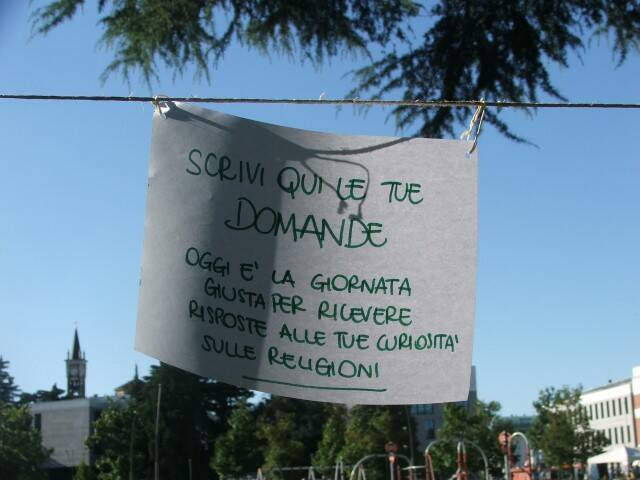 SCRIVI QUI LE TUE
DOMANDE
OGGI E' LA GIORNATA
GIUSTA PER RICEVERE
RISPOSTE ALLE TUE CURIOSITA'
SULLE RELIGIONI